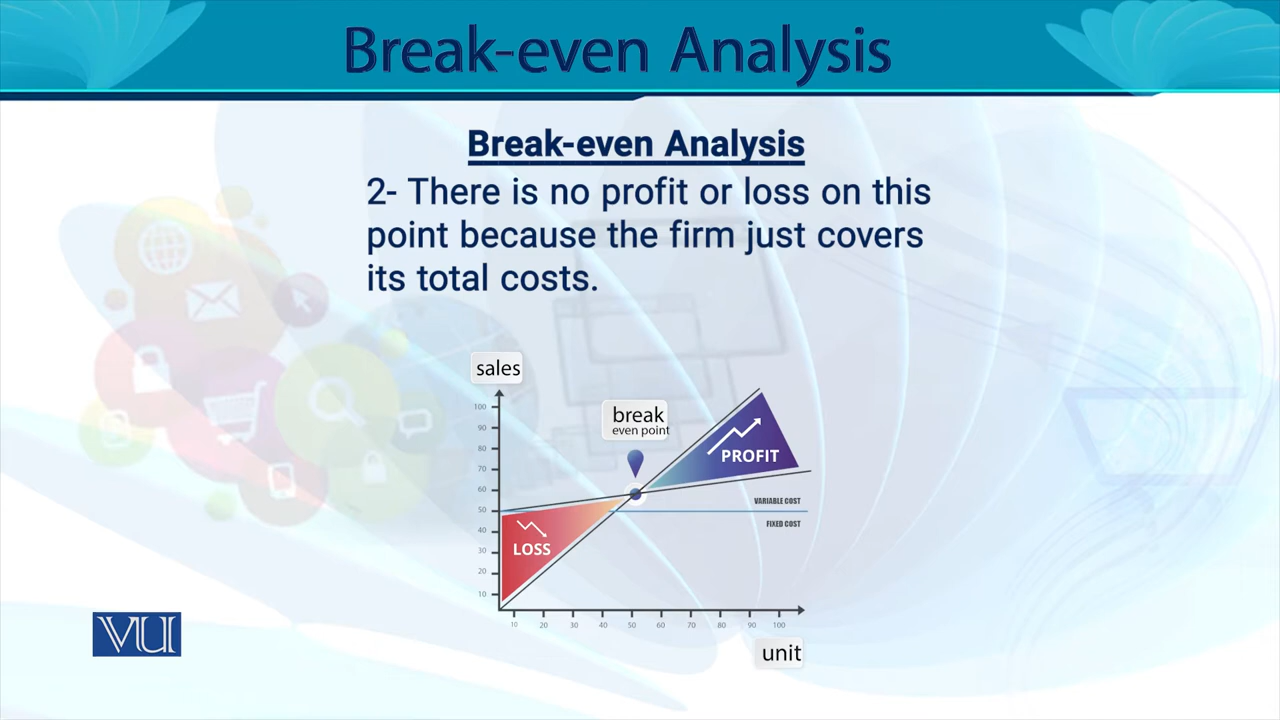 Break-even Analysis
Break-even Analysis
2- There is no profit or loss on this
point because the firm just covers
its total costs.
sales
100
90
80
70
60
50
40
30
20
10
break
even point
PROFIT
VARIABLE COST
FIXED COST
LOSS
10 20 30 40 50 60 70 80 90 100
unit
VU